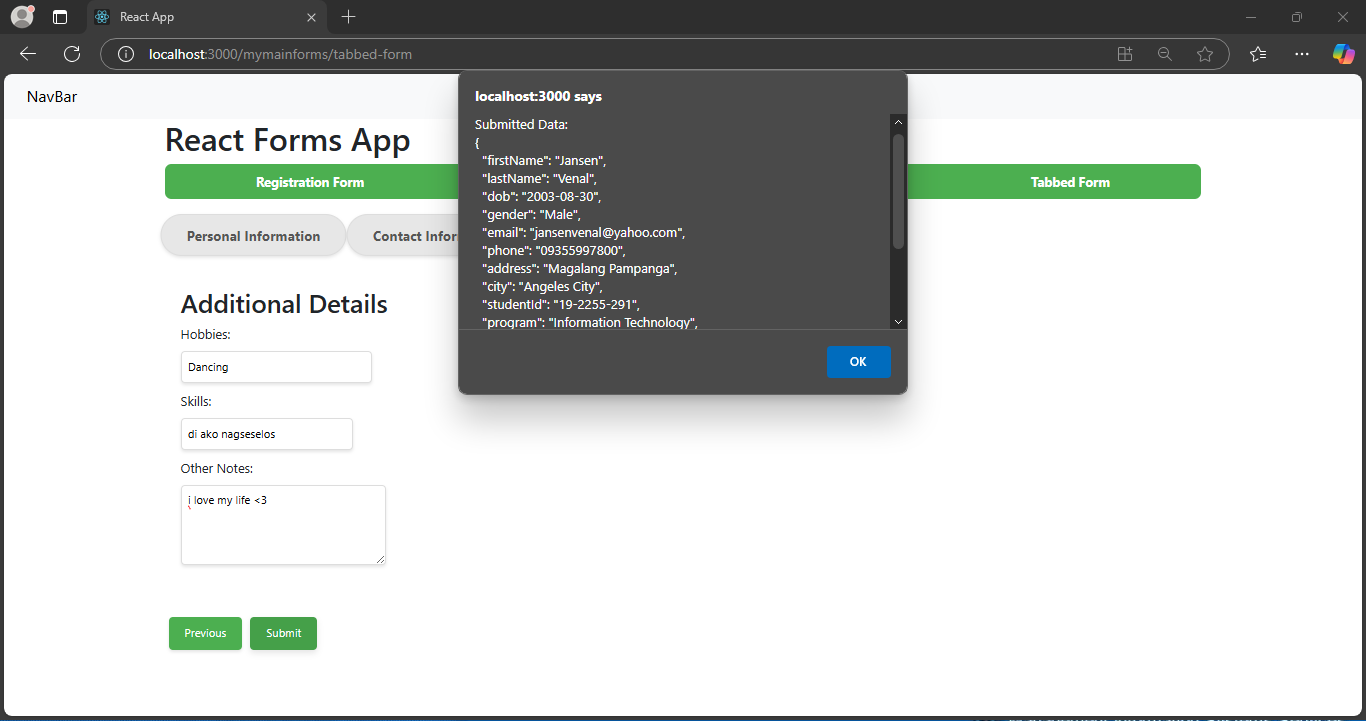 React App
localhost:3000/mymainforms/tabbed-form
NavBar
React Forms App
Registration Form
Tabbed Form
Personal Information
Contact Infor
Additional Details
Hobbies:
Dancing
Skills:
di ako nagseselos
Other Notes:
i love my life <3
Previous
Submit
localhost:3000 says
Submitted Data:
{
"firstName": "Jansen",
"lastName": "Venal",
"dob": "2003-08-30",
"gender": "Male",
"email": "jansenvenal@yahoo.com",
"phone": "09355997800",
"address": "Magalang Pampanga",
"city": "Angeles City",
"studentId": "19-2255-291",
"program": "Information Technology",
OK